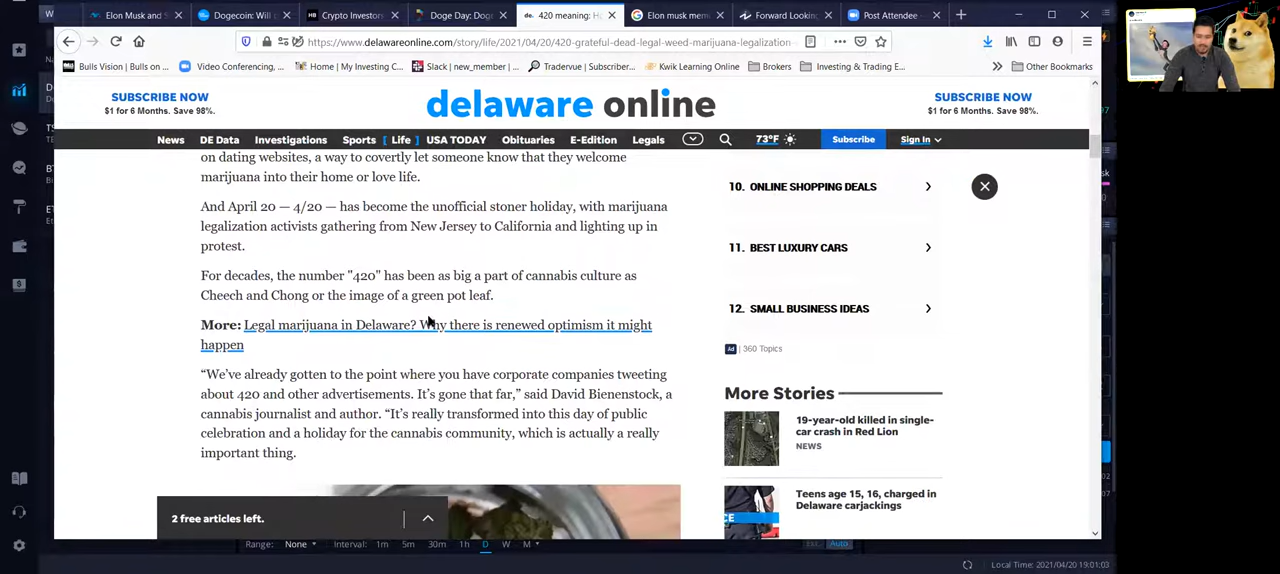 Elon Musk and S
Dogecoin: Will
Crypto Investors
Doge Day: Dog
de. 420 meaning: H
Elon musk mem
Forward Looking
Post Attendee -
https://www.delawareonline.com/story/life/2021/04/20/420-grateful-dead-legal-weed-marijuana-legalization-
Bulls Vision | Bulls on ...
Video Conferencing, ...
Home | My Investing C...
Slack | new_member | ...
Tradervue | Subscriber...
Kwik Learning Online
Brokers
Investing & Trading E...
Other Bookmarks
SUBSCRIBE NOW
$1 for 6 Months. Save 98%.
delaware online
SUBSCRIBE NOW
$1 for 6 Months. Save 98%.
News DE Data Investigations Sports [ Life ] USA TODAY Obituaries E-Edition Legals 73°F Subscribe Sign In
on dating websites, a way to covertly let someone know that they welcome
marijuana into their home or love life.
And April 20 — 4/20 — has become the unofficial stoner holiday, with marijuana
legalization activists gathering from New Jersey to California and lighting up in
protest.
For decades, the number "420" has been as big a part of cannabis culture as
Cheech and Chong or the image of a green pot leaf.
More: Legal marijuana in Delaware? Why there is renewed optimism it might
happen
“We’ve already gotten to the point where you have corporate companies tweeting
about 420 and other advertisements. It’s gone that far,” said David Bienenstock, a
cannabis journalist and author. “It’s really transformed into this day of public
celebration and a holiday for the cannabis community, which is actually a really
important thing.
2 free articles left.
10. ONLINE SHOPPING DEALS
11. BEST LUXURY CARS
12. SMALL BUSINESS IDEAS
Ad | 360 Topics
More Stories
19-year-old killed in single-
car crash in Red Lion
NEWS
Teens age 15, 16, charged in
Delaware carjackings
Range: None Interval: 1m 5m 30m 1h D W M
Auto
Local Time: 2021/04/20 19:01:03